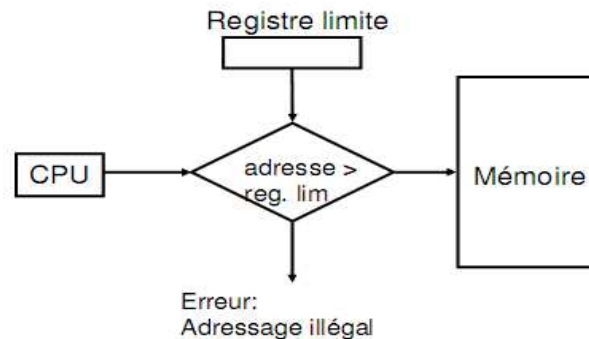 Registre limite
CPU
adresse >
reg. lim
Mémoire
Erreur:
Adressage illégal